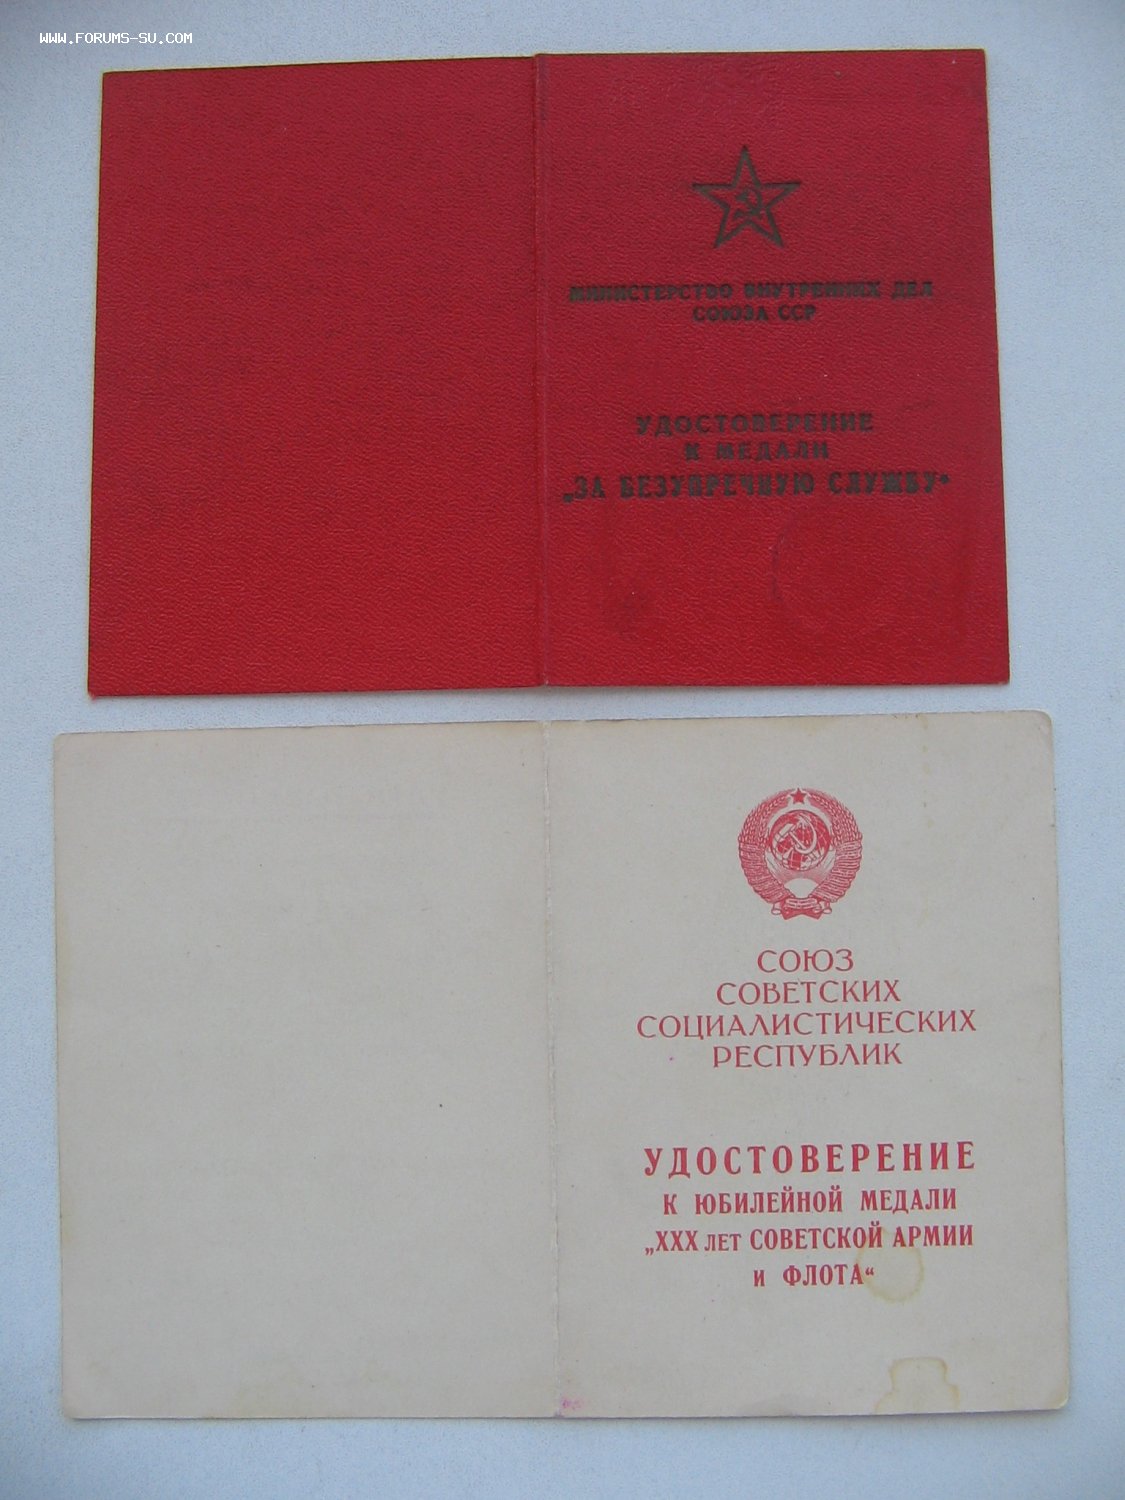 WWW.FORUMS-SU.COM
МИНИСТЕРСТВО ВНУТРЕННИХ ДЕЛ
СОЮЗА ССР
УДОСТОВЕРЕНИЕ
К МЕДАЛИ
„ЗА БЕЗУПРЕЧНУЮ СЛУЖБУ“
СОЮЗ
СОВЕТСКИХ
СОЦИАЛИСТИЧЕСКИХ
РЕСПУБЛИК
УДОСТОВЕРЕНИЕ
К ЮБИЛЕЙНОЙ МЕДАЛИ
„XXX ЛЕТ СОВЕТСКОЙ АРМИИ
И ФЛОТА“